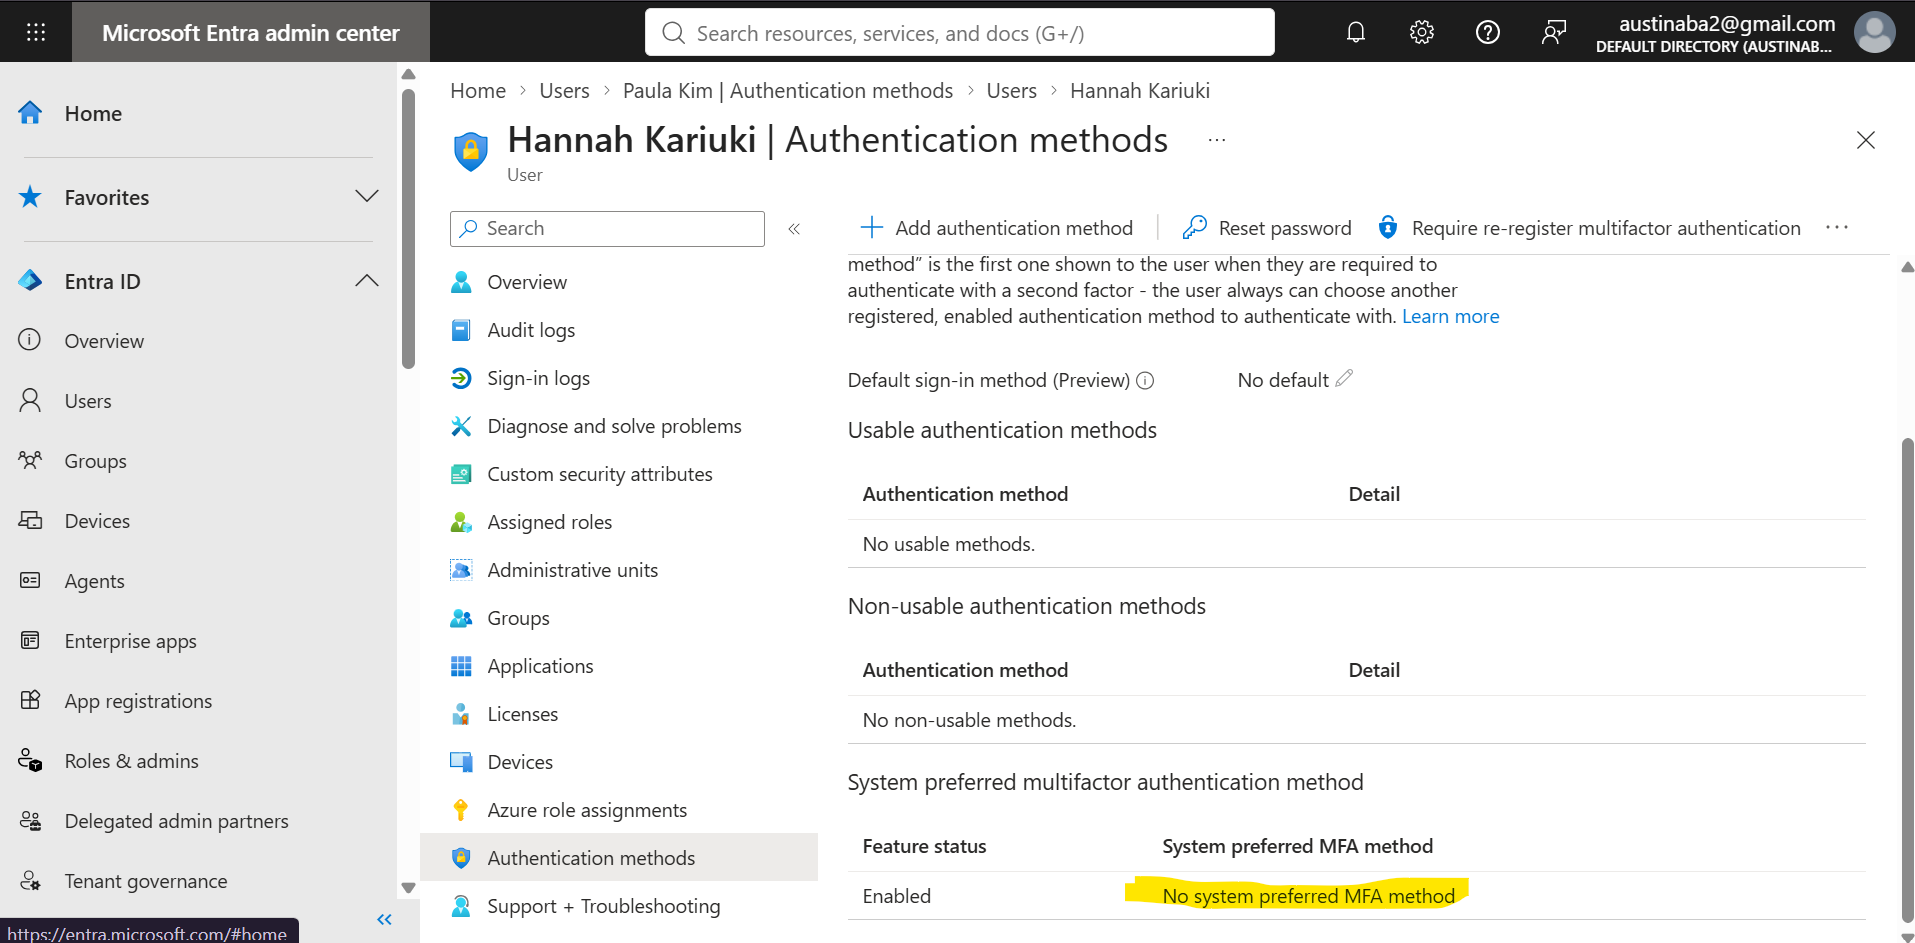 Microsoft Entra admin center
Search resources, services, and docs (G+/)
austinaba2@gmail.com
DEFAULT DIRECTORY (AUSTINAB...
Home
Favorites
Entra ID
Overview
Users
Groups
Devices
Agents
Enterprise apps
App registrations
Roles & admins
Delegated admin partners
Tenant governance
https://entra.microsoft.com/#home
Home > Users > Paula Kim | Authentication methods > Users > Hannah Kariuki
Hannah Kariuki | Authentication methods ...
User
Search
Overview
Audit logs
Sign-in logs
Diagnose and solve problems
Custom security attributes
Assigned roles
Administrative units
Groups
Applications
Licenses
Devices
Azure role assignments
Authentication methods
Support + Troubleshooting
Add authentication method
Reset password
Require re-register multifactor authentication
...
method” is the first one shown to the user when they are required to
authenticate with a second factor - the user always can choose another
registered, enabled authentication method to authenticate with. Learn more
Default sign-in method (Preview) No default
Usable authentication methods
Authentication method Detail
No usable methods.
Non-usable authentication methods
Authentication method Detail
No non-usable methods.
System preferred multifactor authentication method
Feature status System preferred MFA method
Enabled No system preferred MFA method